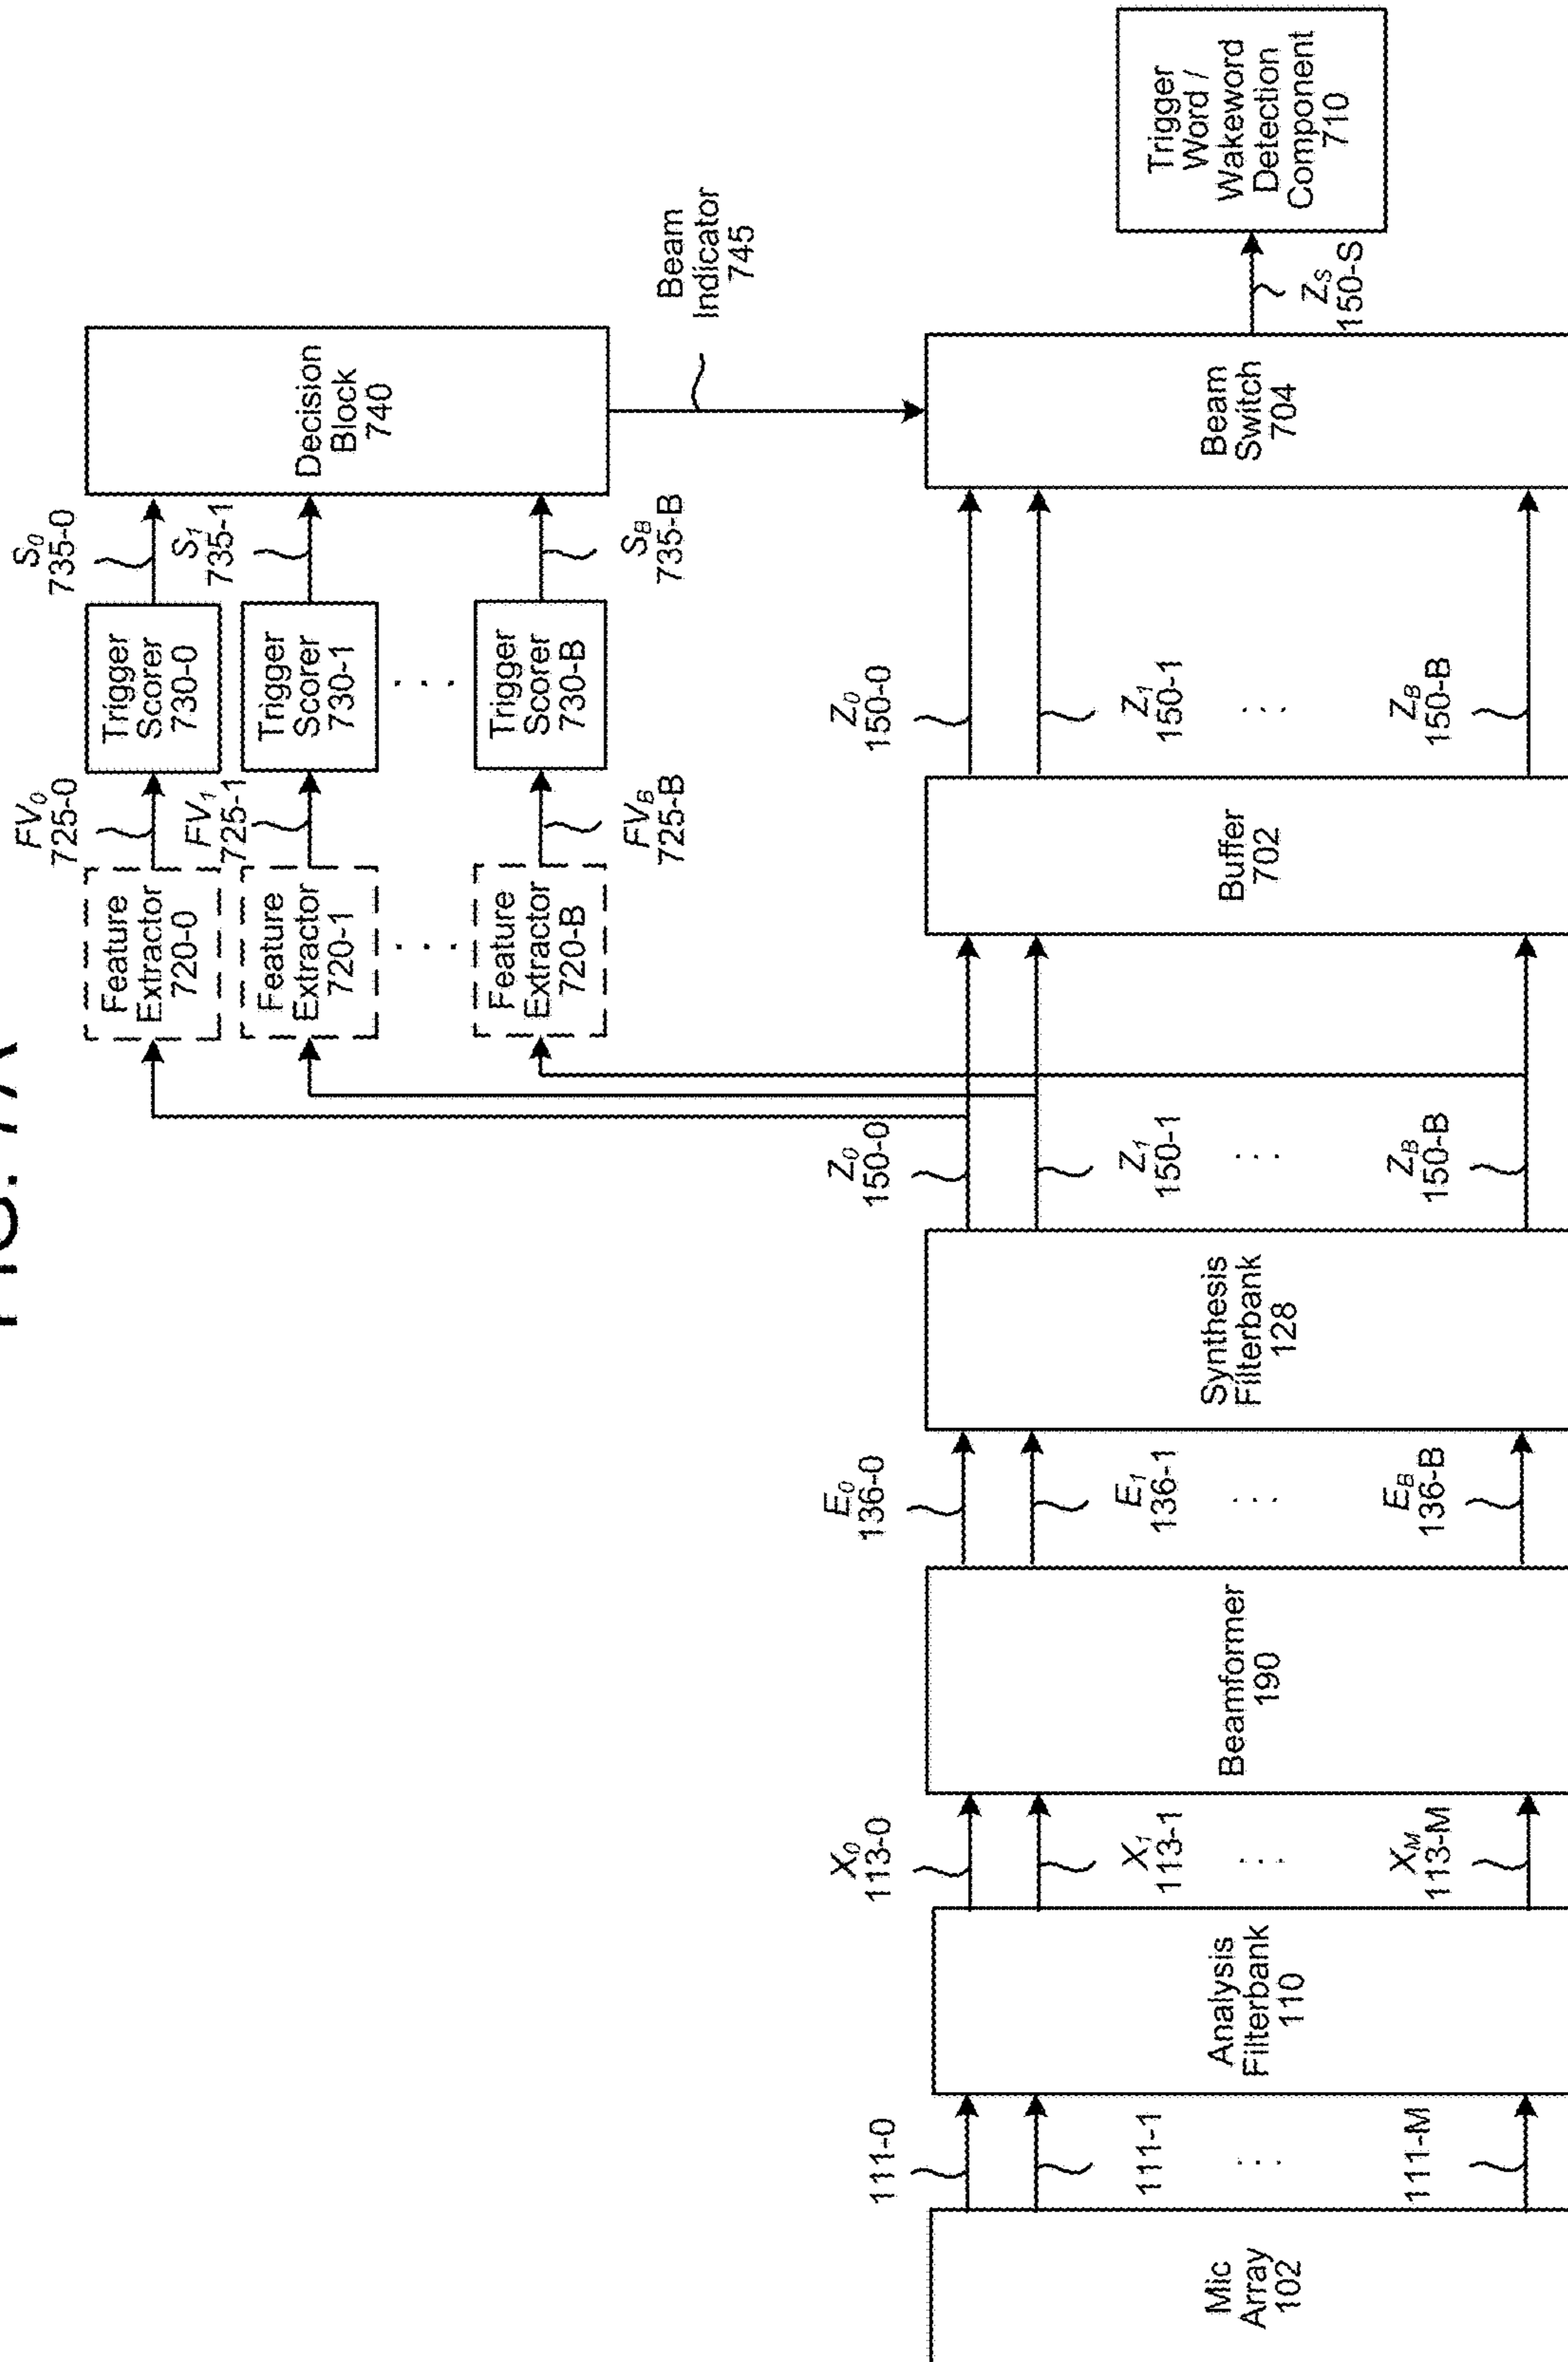 FIG. 7A
S0
735-0
S1
735-1
SB
735-B
FV0
725-0
FV1
725-1
FVB
725-B
Feature
Extractor
720-0
Feature
Extractor
720-1
. . .
Feature
Extractor
720-B
Trigger
Scorer
730-0
Trigger
Scorer
730-1
. . .
Trigger
Scorer
730-B
Decision
Block
740
Beam
Indicator
745
Mic
Array
102
111-0
111-1
. . .
111-M
Analysis
Filterbank
110
X0
113-0
X1
113-1
. . .
XM
113-M
Beamformer
190
E0
136-0
E1
136-1
. . .
EB
136-B
Synthesis
Filterbank
128
Z0
150-0
Z1
150-1
. . .
ZB
150-B
Buffer
702
Z0
150-0
Z1
150-1
. . .
ZB
150-B
Beam
Switch
704
ZS
150-S
Trigger
Word /
Wakeword
Detection
Component
710